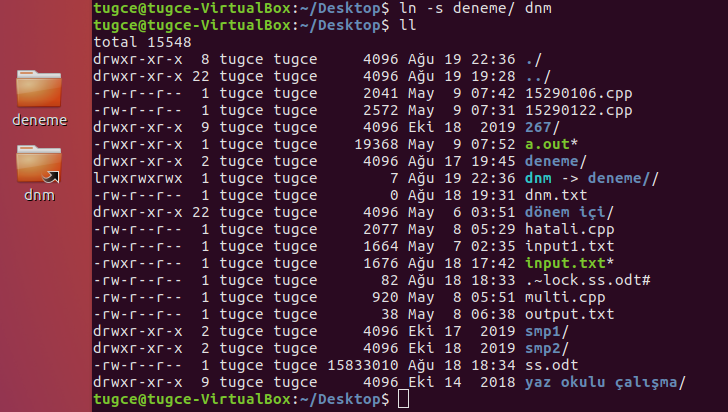 tugce@tugce-VirtualBox:~/Desktop$ ln -s deneme/ dnm
tugce@tugce-VirtualBox:~/Desktop$ ll
total 15548
drwxr-xr-x  8 tugce tugce     4096 Ağu 19 22:36 ./
drwxr-xr-x 22 tugce tugce     4096 Ağu 19 19:28 ../
-rw-r--r--  1 tugce tugce     2041 May  9 07:42 15290106.cpp
-rw-r--r--  1 tugce tugce     2572 May  9 07:31 15290122.cpp
drwxr-xr-x  9 tugce tugce     4096 Eki 18  2019 267/
-rwxr-xr-x  1 tugce tugce    19368 May  9 07:52 a.out*
drwxr-xr-x  2 tugce tugce     4096 Ağu 17 19:45 deneme/
lrwxrwxrwx  1 tugce tugce        7 Ağu 19 22:36 dnm -> deneme//
-rw-r--r--  1 tugce tugce        0 Ağu 18 19:31 dnm.txt
drwxr-xr-x 22 tugce tugce     4096 May  6 03:51 dönem içi/
-rw-r--r--  1 tugce tugce     2077 May  8 05:29 hatali.cpp
-rw-r--r--  1 tugce tugce     1664 May  7 02:35 input1.txt
-rwxr--r--  1 tugce tugce     1676 Ağu 18 17:42 input.txt*
-rw-r--r--  1 tugce tugce       82 Ağu 18 18:33 .~lock.ss.odt#
-rw-r--r--  1 tugce tugce      920 May  8 05:51 multi.cpp
-rw-r--r--  1 tugce tugce       38 May  8 06:38 output.txt
drwxr-xr-x  2 tugce tugce     4096 Eki 17  2019 smp1/
drwxr-xr-x  2 tugce tugce     4096 Eki 18  2019 smp2/
-rw-r--r--  1 tugce tugce 15833010 Ağu 18 18:34 ss.odt
drwxr-xr-x  9 tugce tugce     4096 Eki 14  2018 yaz okulu çalışma/
tugce@tugce-VirtualBox:~/Desktop$
deneme
dnm